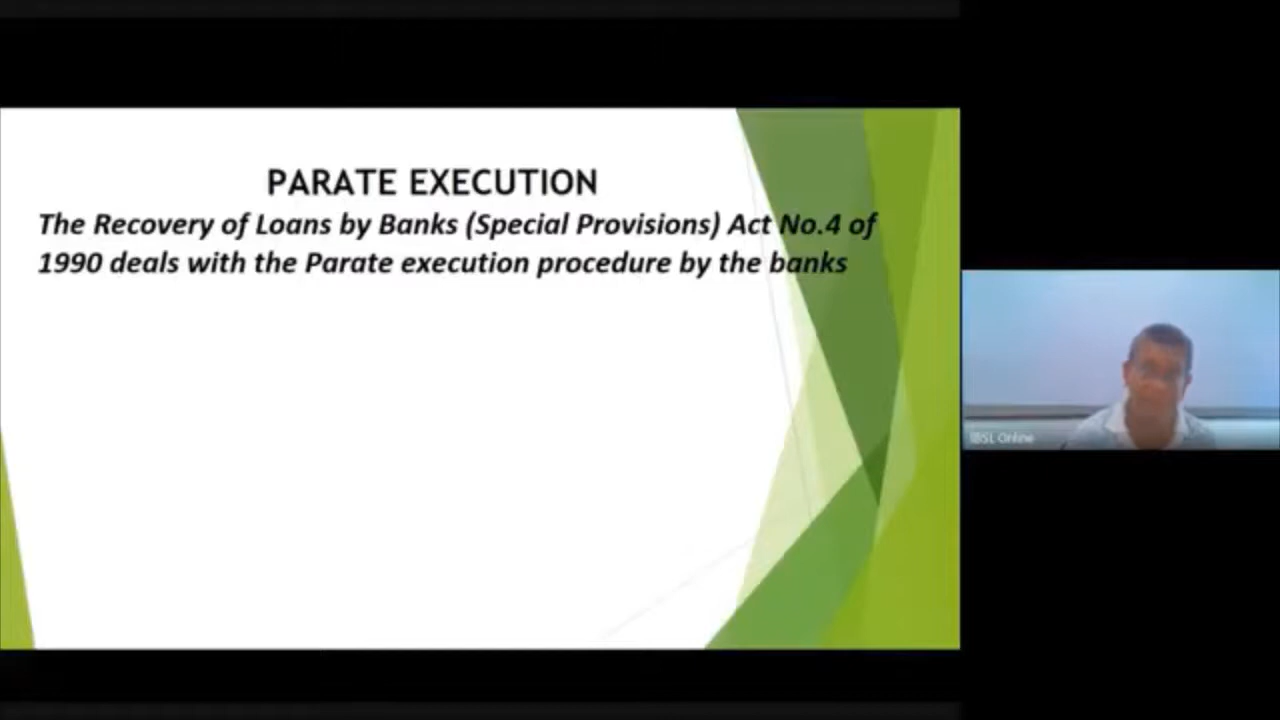 PARATE EXECUTION
The Recovery of Loans by Banks (Special Provisions) Act No.4 of
1990 deals with the Parate execution procedure by the banks
IBSL Online